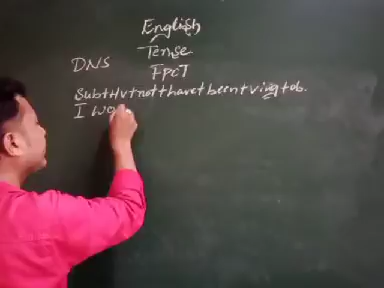 English
Tense
DNS
FPCT
Sub+Hv+not+have+been+ving+ob.
I wo